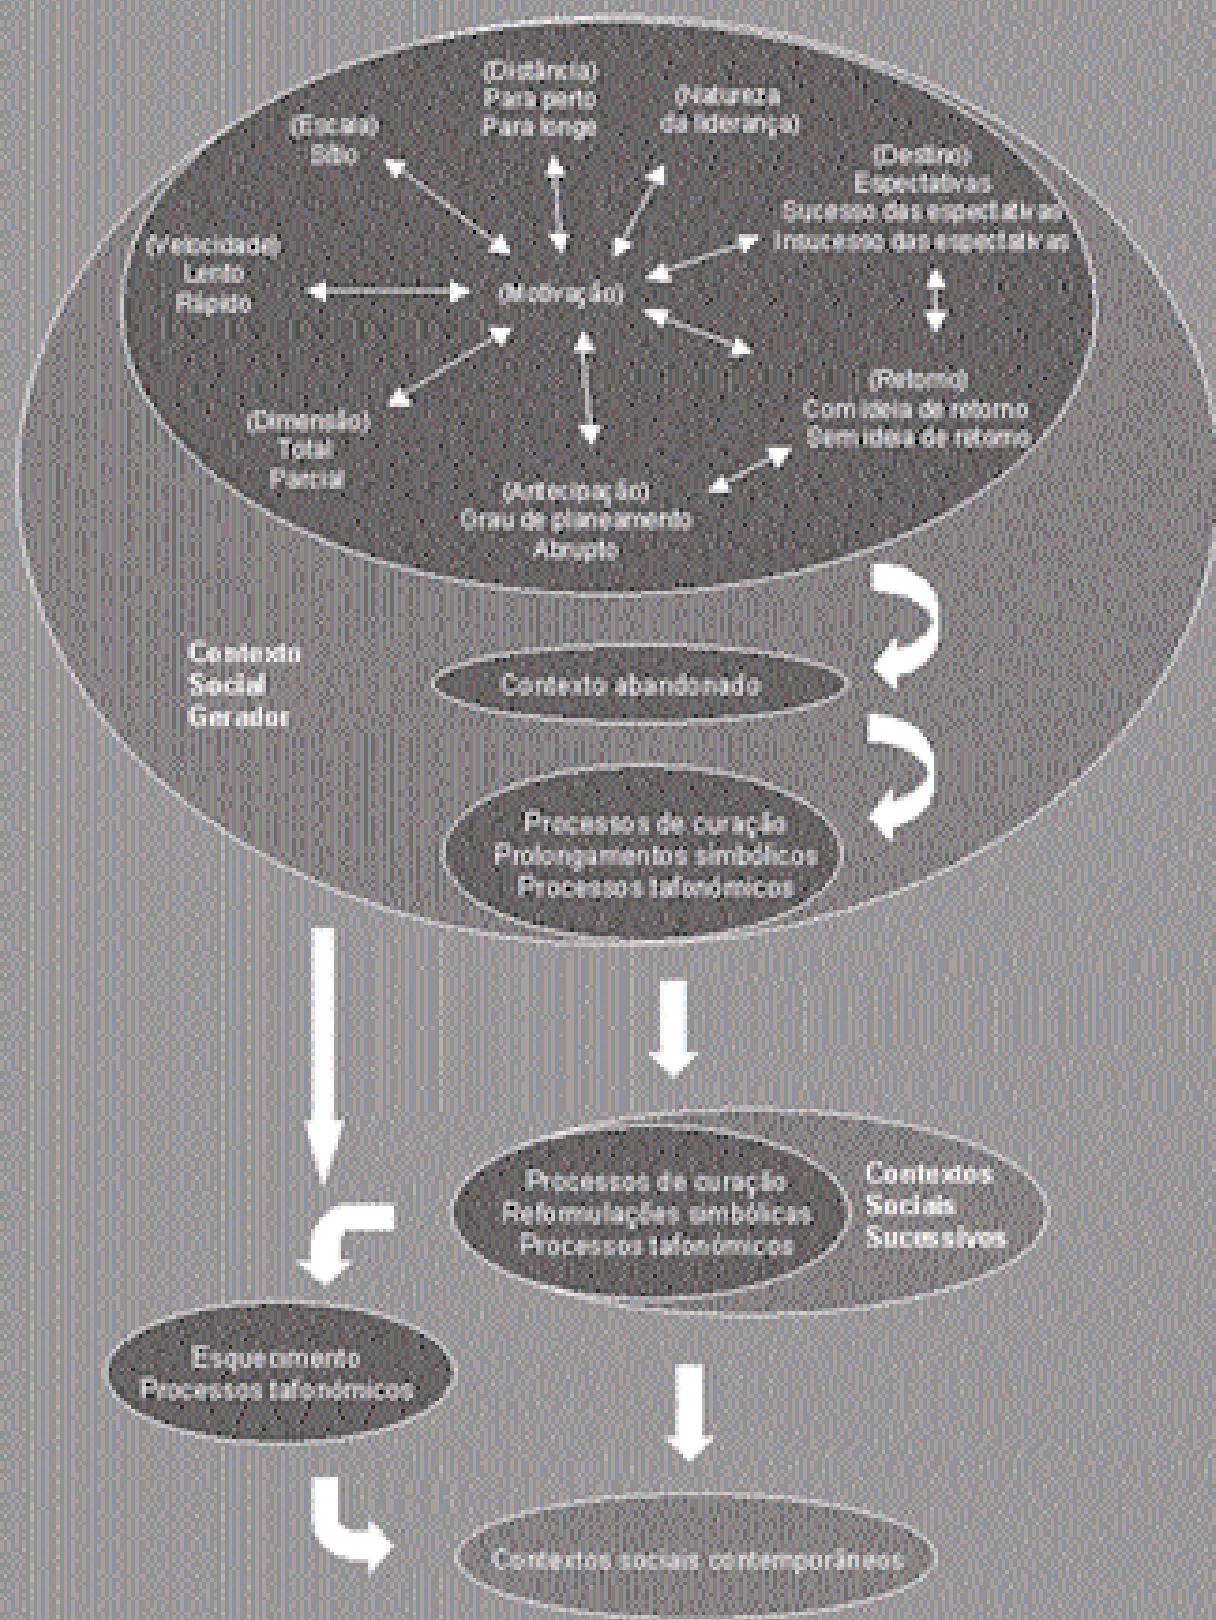 (Distância)
Para perto
Para longe
(Natureza
da liderança)
(Escala)
Sítio
(Destino)
Espectativas
Sucesso das espectativas
Insucesso das espectativas
(Velocidade)
Lento
Rápido
(Motivação)
(Retorno)
Com ideia de retorno
Sem ideia de retorno
(Dimensão)
Total
Parcial
(Antecipação)
Grau de planeamento
Abrupto
Contexto
Social
Gerador
Contexto abandonado
Processos de curação
Prolongamentos simbólicos
Processos tafonómicos
Processos de curação
Reformulações simbólicas
Processos tafonómicos
Contextos
Sociais
Sucessivos
Esquecimento
Processos tafonómicos
Contextos sociais contemporâneos